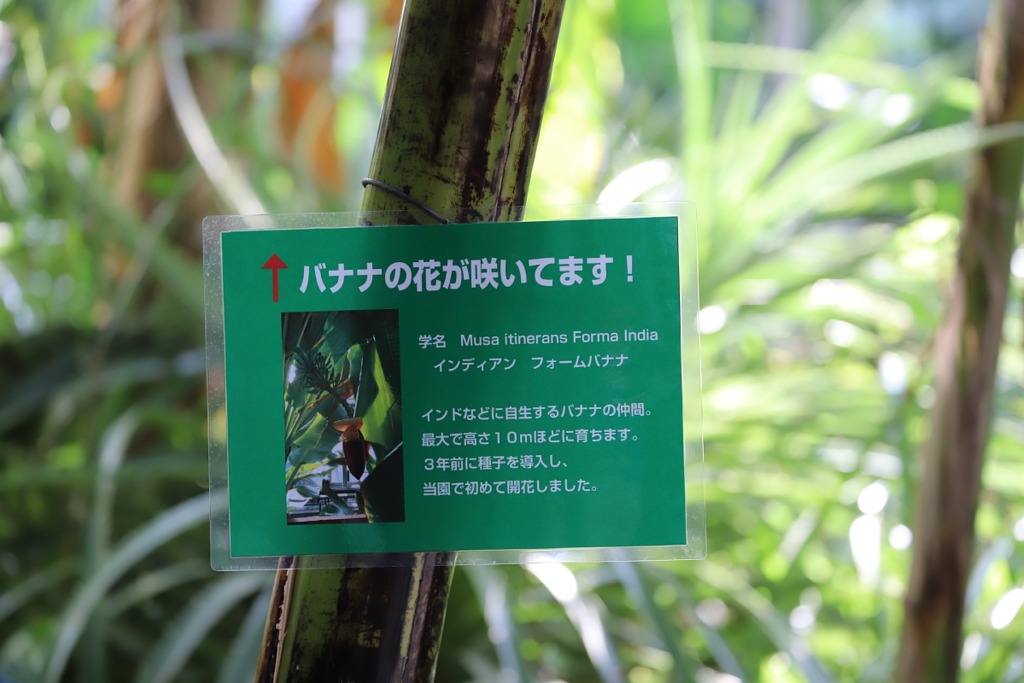 ↑バナナの花が咲いてます！
学名　Musa itinerans Forma India
インディアン　フォームバナナ
インドなどに自生するバナナの仲間。
最大で高さ１０ｍほどに育ちます。
３年前に種子を導入し、
当園で初めて開花しました。